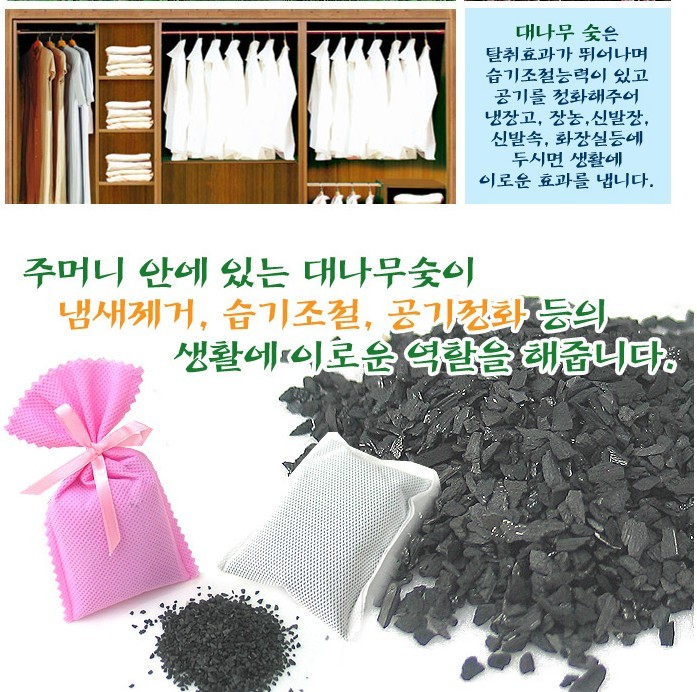 대나무 숯은
탈취효과가 뛰어나며
습기조절능력이 있고
공기를 정화해주어
냉장고, 장농,신발장,
신발속, 화장실등에
두시면 생활에
이로운 효과를 냅니다.
주머니 안에 있는 대나무숯이
냄새제거, 습기조절, 공기정화 등의
생활에 이로운 역할을 해줍니다.